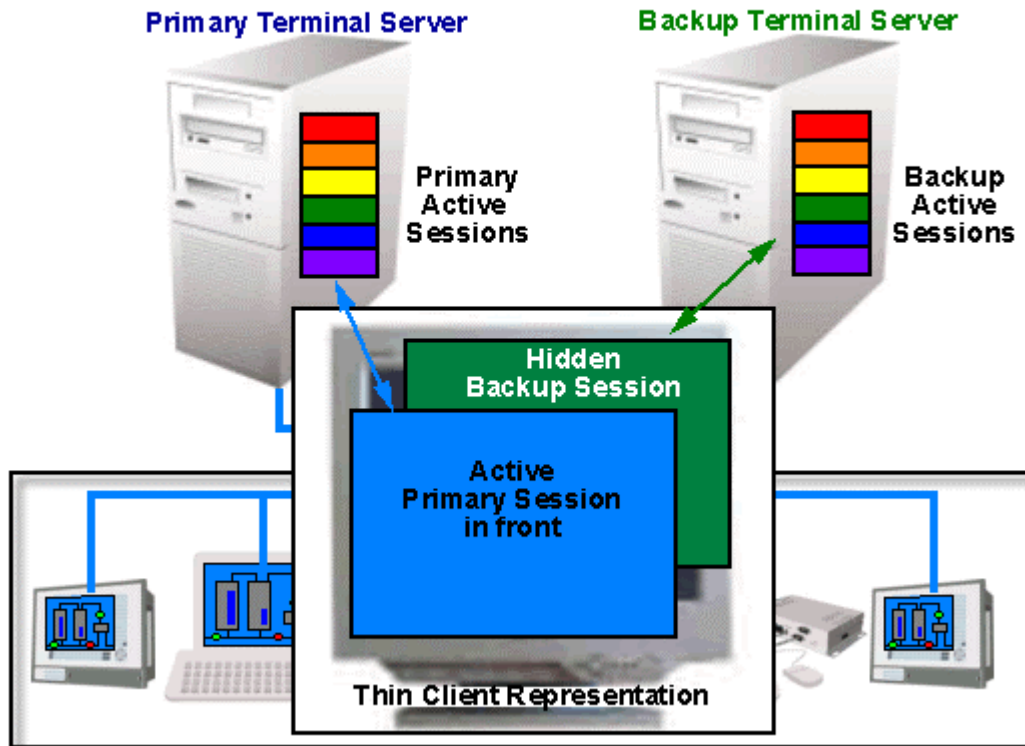 Primary Terminal Server
Backup Terminal Server
Primary
Active
Sessions
Backup
Active
Sessions
Hidden
Backup Session
Active
Primary Session
in front
Thin Client Representation